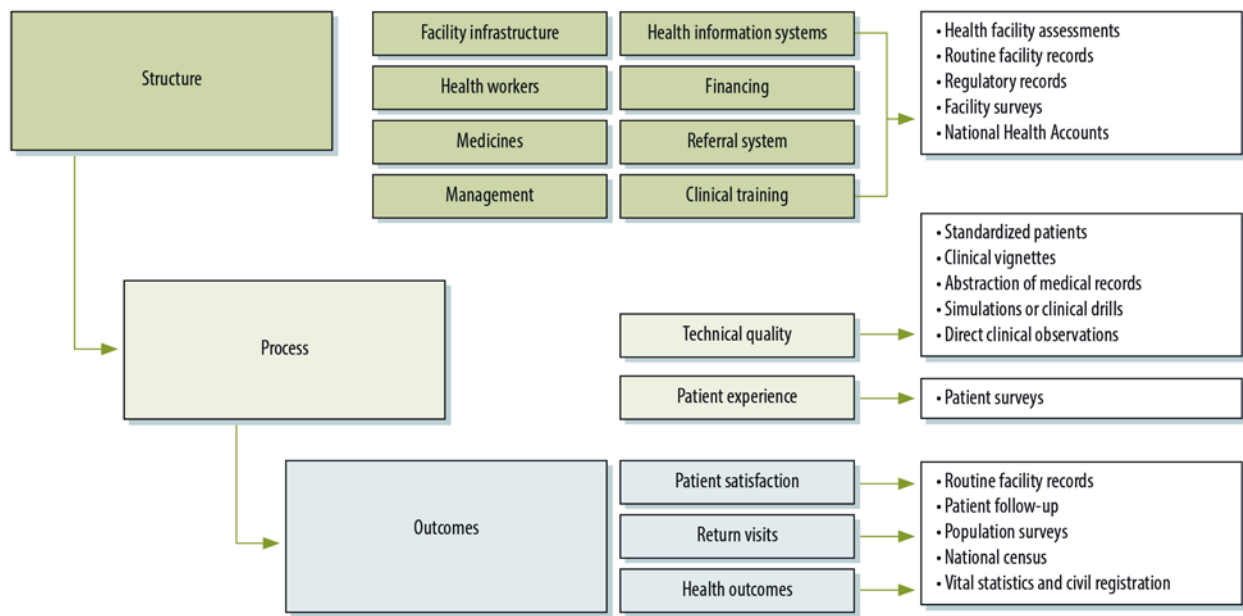 Structure
Facility infrastructure
Health information systems
Health workers
Financing
Medicines
Referral system
Management
Clinical training
• Health facility assessments
• Routine facility records
• Regulatory records
• Facility surveys
• National Health Accounts
Process
Technical quality
• Standardized patients
• Clinical vignettes
• Abstraction of medical records
• Simulations or clinical drills
• Direct clinical observations
Patient experience
• Patient surveys
Outcomes
Patient satisfaction
Return visits
Health outcomes
• Routine facility records
• Patient follow-up
• Population surveys
• National census
• Vital statistics and civil registration